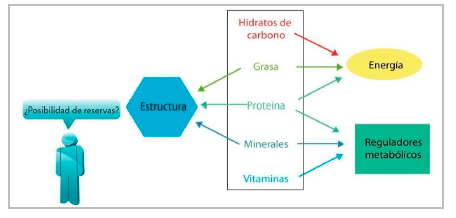 ¿Posibilidad de reservas?
Estructura
Hidratos de
carbono
Grasa
Proteína
Minerales
Vitaminas
Energía
Reguladores
metabólicos